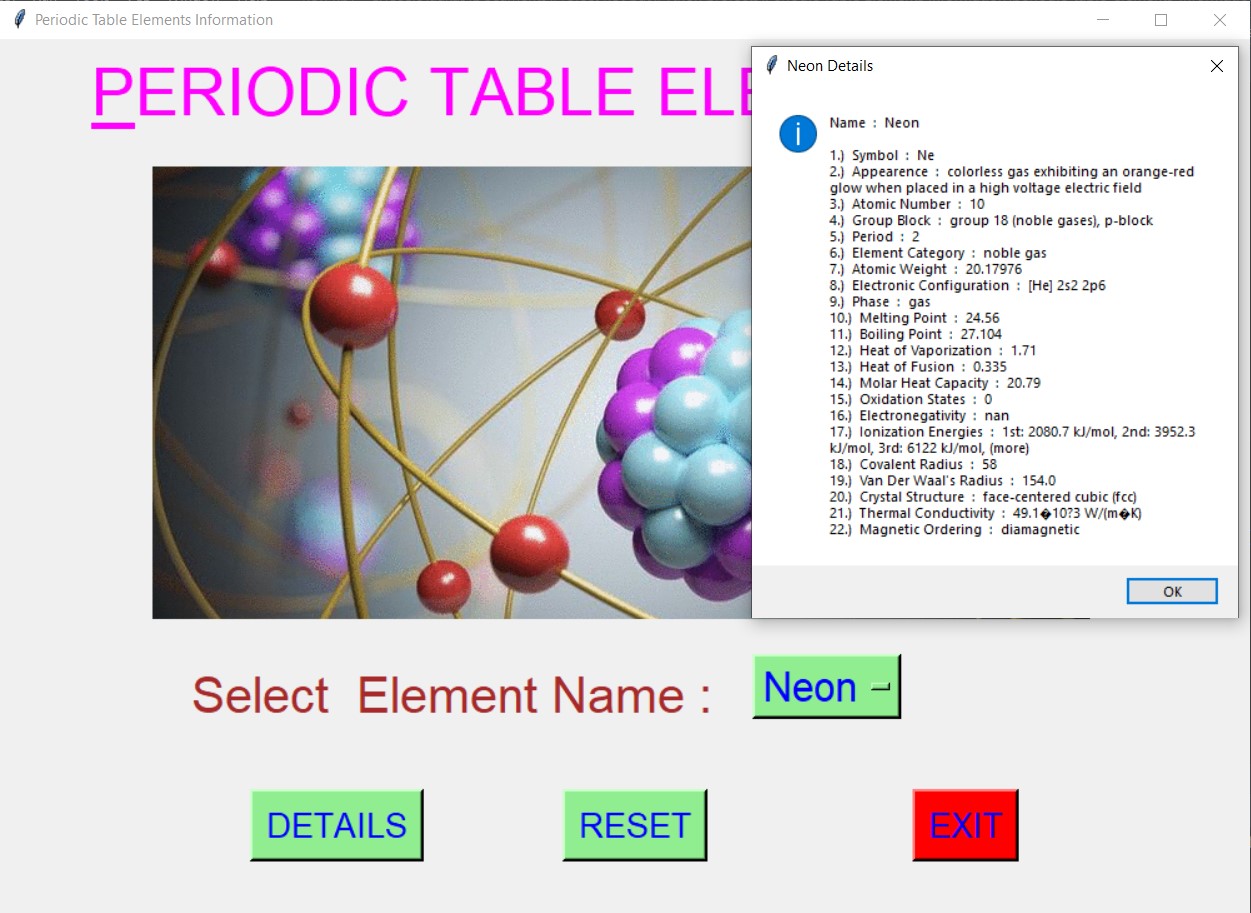 Periodic Table Elements Information
PERIODIC TABLE
Neon Details
Name : Neon
1.) Symbol : Ne
2.) Appearence : colorless gas exhibiting an orange-red
glow when placed in a high voltage electric field
3.) Atomic Number : 10
4.) Group Block : group 18 (noble gases), p-block
5.) Period : 2
6.) Element Category : noble gas
7.) Atomic Weight : 20.17976
8.) Electronic Configuration : [He] 2s2 2p6
9.) Phase : gas
10.) Melting Point : 24.56
11.) Boiling Point : 27.104
12.) Heat of Vaporization : 1.71
13.) Heat of Fusion : 0.335
14.) Molar Heat Capacity : 20.79
15.) Oxidation States : 0
16.) Electronegativity : nan
17.) Ionization Energies : 1st: 2080.7 kJ/mol, 2nd: 3952.3
kJ/mol, 3rd: 6122 kJ/mol, (more)
18.) Covalent Radius : 58
19.) Van Der Waal's Radius : 154.0
20.) Crystal Structure : face-centered cubic (fcc)
21.) Thermal Conductivity : 49.1�10?3 W/(m�K)
22.) Magnetic Ordering : diamagnetic
OK
Select Element Name : Neon
DETAILS RESET EXIT